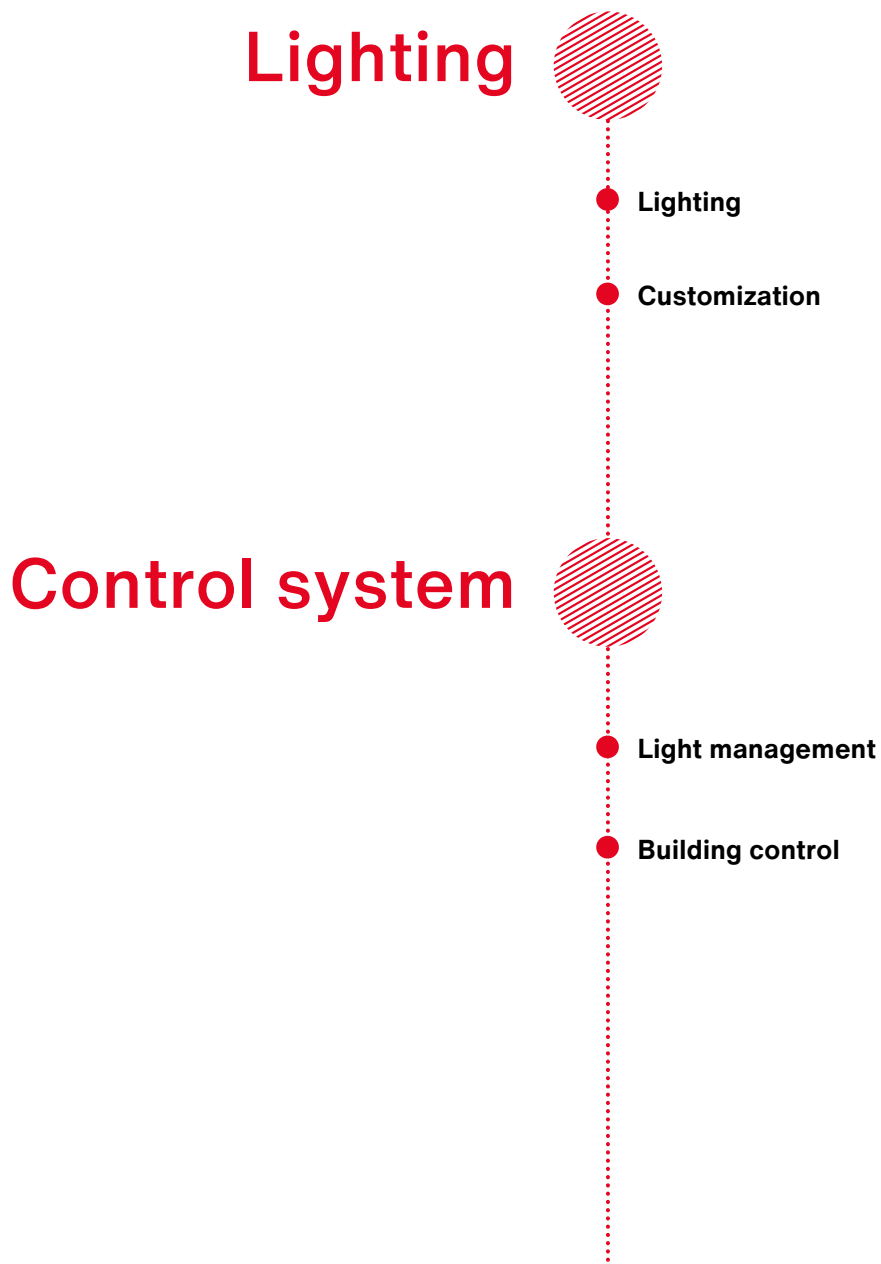 Lighting
Lighting
Customization
Control system
Light management
Building control